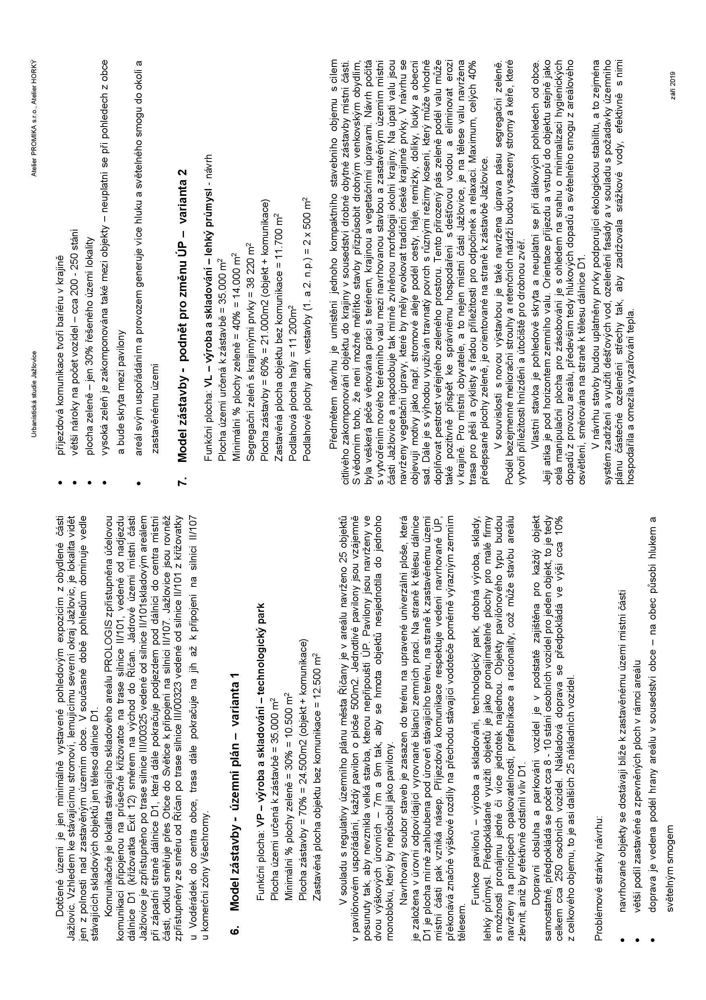 Urbanistická studie Jažlovice
Atelier PROMIKA s.r.o., Atelier HORKÝ
Dotčené území je jen minimálně vystavené pohledovým expozicím z obydlené části
Jažlovic. Vzhledem ke stávajícímu stromoví, lemujícímu severní okraj Jažlovic, je lokalita vidět
jen z polností nad zastavěným územím obce. V současné době pohledům dominuje vedle
stávajících skladových objektů jen těleso dálnice D1.
Komunikačně je lokalita stávajícího skladového areálu PROLOGIS zpřístupněna účelovou
komunikací připojenou na průsečné křižovatce na trase silnice II/101, vedené od nadjezdu
dálnice D1 (křižovatka Exit 12) směrem na východ do Říčan. Jádrové území místní části
Jažlovice je zpřístupněno po trase silnice III/00325 vedené od silnice II/101skladovým areálem
při západní straně dálnice D1, která dále pokračuje podjezdem pod dálnicí do centra místní
části, odkud směřuje přes Otice do Světice k připojení na silnici II/107. Jažlovice jsou rovněž
zpřístupněny ze směru od Říčan po trase silnice III/00323 vedené od silnice II/101 z křižovatky
u Voděrádek do centra obce, trasa dále pokračuje na jih až k připojení na silnici II/107
u komerční zóny Všechromy.
6. Model zástavby - územní plán – varianta 1
Funkční plocha: VP – výroba a skladování – technologický park
Plocha území určená k zástavbě = 35.000 m²
Minimální % plochy zeleně = 30% = 10.500 m²
Plocha zástavby = 70% = 24.500m2 (objekt + komunikace)
Zastavěná plocha objektu bez komunikace = 12.500 m²
V souladu s regulativy územního plánu města Říčany je v areálu navrženo 25 objektů
v pavilónovém uspořádání, každý pavilon o ploše 500m2. Jednotlivé pavilony jsou vzájemně
posunuty tak, aby nevznikla velká stavba, kterou nepřipouští ÚP. Pavilony jsou navrženy ve
dvou výškových úrovních – 7m a 9m tak, aby se hmota objektů nesjednotila do jednoho
monobloku, který by nepůsobil jako pavilony.
Navrhovaný soubor staveb je zasazen do terénu na upravené univerzální ploše, která
je založena v úrovni odpovídající vyrovnané bilanci zemních prací. Na straně k tělesu dálnice
D1 je plocha mírně zahloubena pod úroveň stávajícího terénu, na straně k zastavěnému území
místní části pak vzniká násep. Příjezdová komunikace respektuje vedení navrhované ÚP,
překonává značné výškové rozdíly na přechodu stávající vodoteče poměrně výrazným zemním
tělesem.
Funkce pavilonů – výroba a skladování, technologický park, drobná výroba, sklady,
lehký průmysl. Předpokládané využití objektů je jako pronajímatelné plochy pro malé firmy
s možností pronájmu jedné či více jednotek najednou. Objekty pavilónového typu budou
navrženy na principech opakovatelnosti, prefabrikace a racionality, což může stavbu areálu
zlevnit, aniž by efektivně odstínil vliv D1.
Dopravní obsluha a parkování vozidel je v podstatě zajištěna pro každý objekt
samostatně, předpokládá se počet cca 8 - 10 stání osobních vozidel pro jeden objekt, to je tedy
celkem cca 250 osobních vozidel. Nákladová doprava se předpokládá ve výši cca 10%
z celkového objemu, to je asi dalších 25 nákladních vozidel.
Problémové stránky návrhu:
• navrhované objekty se dostávají blíže k zastavěnému území místní části
• větší podíl zastavěné a zpevněných ploch v rámci areálu
• doprava je vedena podél hrany areálu v sousedství obce – na obec působí hlukem a
světelným smogem
• příjezdová komunikace tvoří bariéru v krajině
• větší nároky na počet vozidel – cca 200 - 250 stání
• plocha zeleně – jen 30% řešeného území lokality
• vysoká zeleň je zakomponována také mezi objekty – neuplatní se při pohledech z obce
a bude skryta mezi pavilony
• areál svým uspořádáním a provozem generuje více hluku a světelného smogu do okolí a
zastavěnému území
7. Model zástavby - podnět pro změnu ÚP – varianta 2
Funkční plocha: VL – výroba a skladování – lehký průmysl - návrh
Plocha území určená k zástavbě = 35.000 m²
Minimální % plochy zeleně = 40% = 14.000 m²
Segregační zeleň s krajinnými prvky = 38 220 m²
Plocha zástavby = 60% = 21.000m2 (objekt + komunikace)
Zastavěná plocha objektu bez komunikace = 11.700 m²
Podlahová plocha haly = 11 200m²
Podlahové plochy adm. vestavby (1. a 2. n.p.) = 2 x 500 m²
Předmětem návrhu je umístění jednoho kompaktního stavebního objemu s cílem
citlivého zakomponování objektu do krajiny v sousedství drobné obytné zástavby místní části.
S vědomím toho, že není možné měřítko stavby přizpůsobit drobným venkovským obydlím,
byla veškerá péče věnována práci s terénem, krajinou a vegetačními úpravami. Návrh počítá
s vytvořením nového terénního valu mezi navrhovanou stavbou a zastavěným územím místní
části Jažlovice a napodobuje tak mírně zvlněnou morfologii okolní krajiny. Na úpatí valu jsou
navrženy vegetační úpravy, které by měly evokovat tradiční české krajinné prvky. V návrhu se
objevují motivy jako např. stromové aleje podél cesty, háje, remízky, dolíky, louky a obecní
sad. Dále je s výhodou využíván travnatý povrch s různými režimy kosení, který může vhodně
doplňovat pestrost veřejného zeleného prostoru. Tento přirozený pás zeleně podél valu může
také pozitivně přispět ke správnému hospodaření s dešťovou vodou a eliminovat erozi
v krajině. Pro místní obyvatele, a to nejen místní části Jažlovice, je na tělese valu navržena
trasa pro pěší a cyklisty s řadou příležitostí pro odpočinek a relaxaci. Maximum, celých 40%
předepsané plochy zeleně, je orientované na straně k zástavbě Jažlovice.
V souvislosti s novou výstavbou je také navržena úprava pásu segregační zeleně.
Podél bezejmenné meliorační strouhy a retenčních nádrží budou vysazeny stromy a keře, které
vytvoří příležitosti hnízdění a útočiště pro drobnou zvěř.
Vlastní stavba je pohledově skryta a neuplatní se při dálkových pohledech od obce.
Její atika je pod horizontem zemního valu. Orientace příjezdu a vstupů do objektu stejně jako
celá manipulační plocha pro zásobování je s ohledem na snahu o minimalizaci hygienických
dopadů z provozu areálu, především tedy hlukových dopadů a světelného smogu z areálového
osvětlení, směrována na straně k tělesu dálnice D1.
V návrhu stavby budou uplatněny prvky podporující ekologickou stabilitu, a to zejména
systém zadržení a využití dešťových vod, ozelenění fasády a v souladu s požadavky územního
plánu částečné ozelenění střechy tak, aby zadržovala srážkové vody, efektivně s nimi
hospodařila a omezila vyzařování tepla.
září 2019